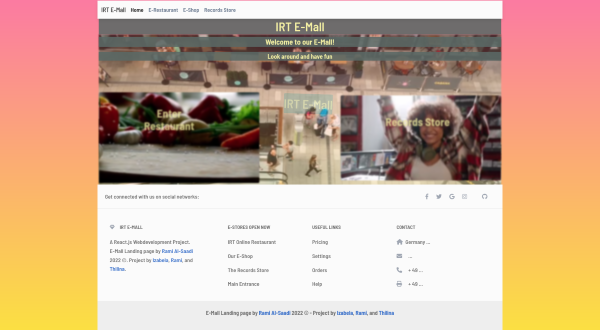 IRT E-Mall Home E-Restaurant E-Shop Records Store
IRT E-Mall
Welcome to our E-Mall!
Look around and have fun
Enter
Restaurant
IRT E-Mall
Records Store
Get connected with us on social networks:
IRT E-MALL
A React.js Webdevelopment Project.
E-Mall Landing page by Rami Al-Saadi
2022 ©. Project by Izabela, Rami, and
Thilina.
E-STORES OPEN NOW
IRT Online Restaurant
Our E-Shop
The Records Store
Main Entrance
USEFUL LINKS
Pricing
Settings
Orders
Help
CONTACT
Germany ...
...
+ 46 ...
+ 49 ...
E-Mall Landing page by Rami Al-Saadi 2022 © - Project by Izabela, Rami, and Thilina